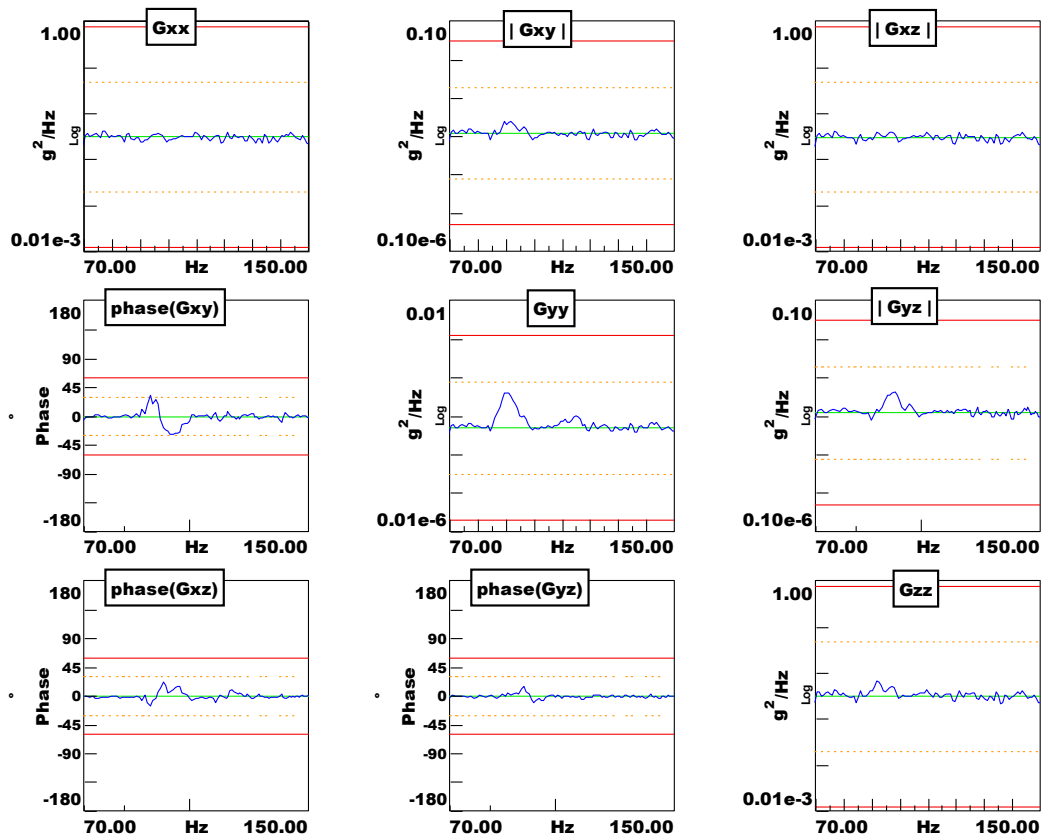 Gxx
1.00
g2/Hz
Log
0.01e-3
70.00 Hz 150.00
| Gxy |
0.10
g2/Hz
Log
0.10e-6
70.00 Hz 150.00
| Gxz |
1.00
g2/Hz
Log
0.01e-3
70.00 Hz 150.00
phase(Gxy)
180
90
45
0
-45
-90
-180
° Phase
70.00 Hz 150.00
Gyy
0.01
g2/Hz
Log
0.01e-6
70.00 Hz 150.00
| Gyz |
0.10
g2/Hz
Log
0.10e-6
70.00 Hz 150.00
phase(Gxz)
180
90
45
0
-45
-90
-180
° Phase
70.00 Hz 150.00
phase(Gyz)
180
90
45
0
-45
-90
-180
° Phase
70.00 Hz 150.00
Gzz
1.00
g2/Hz
Log
0.01e-3
70.00 Hz 150.00